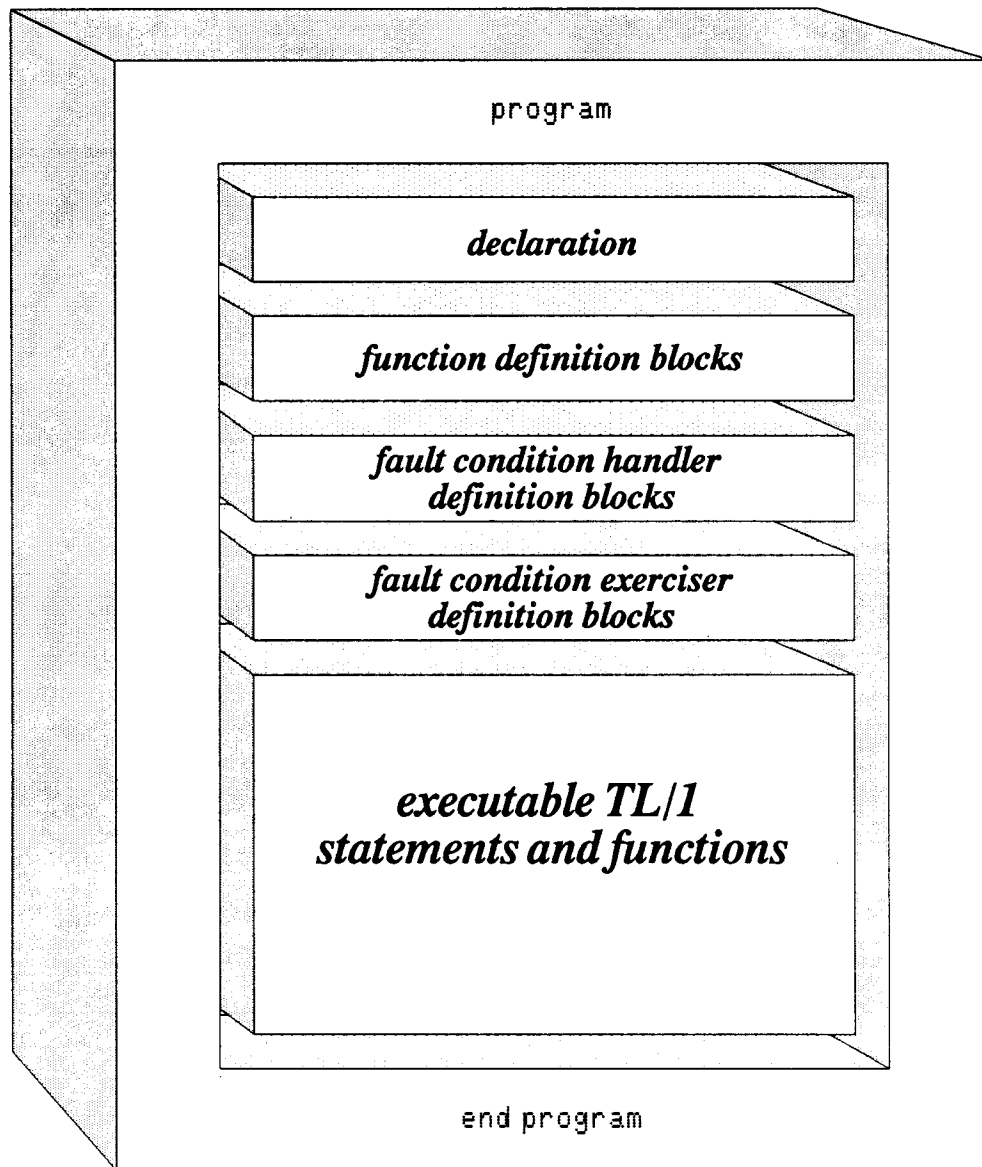 program
declaration
function definition blocks
fault condition handler
definition blocks
fault condition exerciser
definition blocks
executable TL/1
statements and functions
end program